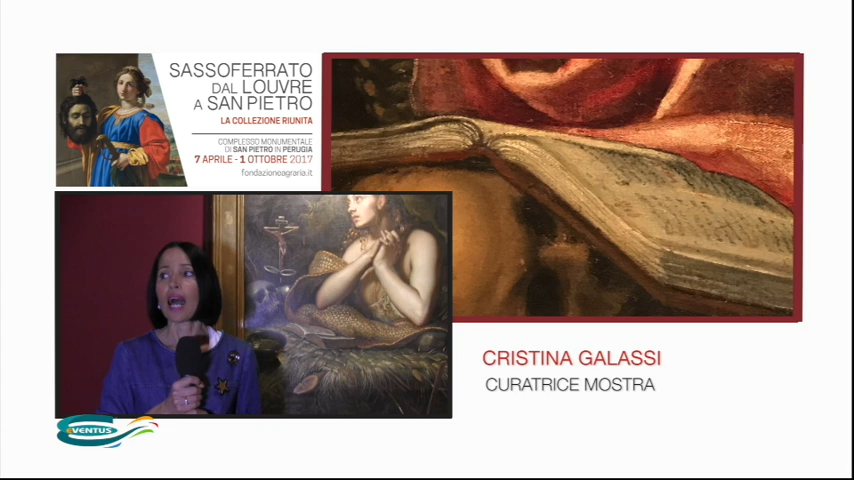 SASSOFERRATO
DAL LOUVRE
A SAN PIETRO
LA COLLEZIONE RIUNITA
COMPLESSO MONUMENTALE
DI SAN PIETRO IN PERUGIA
7 APRILE - 1 OTTOBRE 2017
fondazioneagraria.it
CRISTINA GALASSI
CURATRICE MOSTRA
EVENTUS